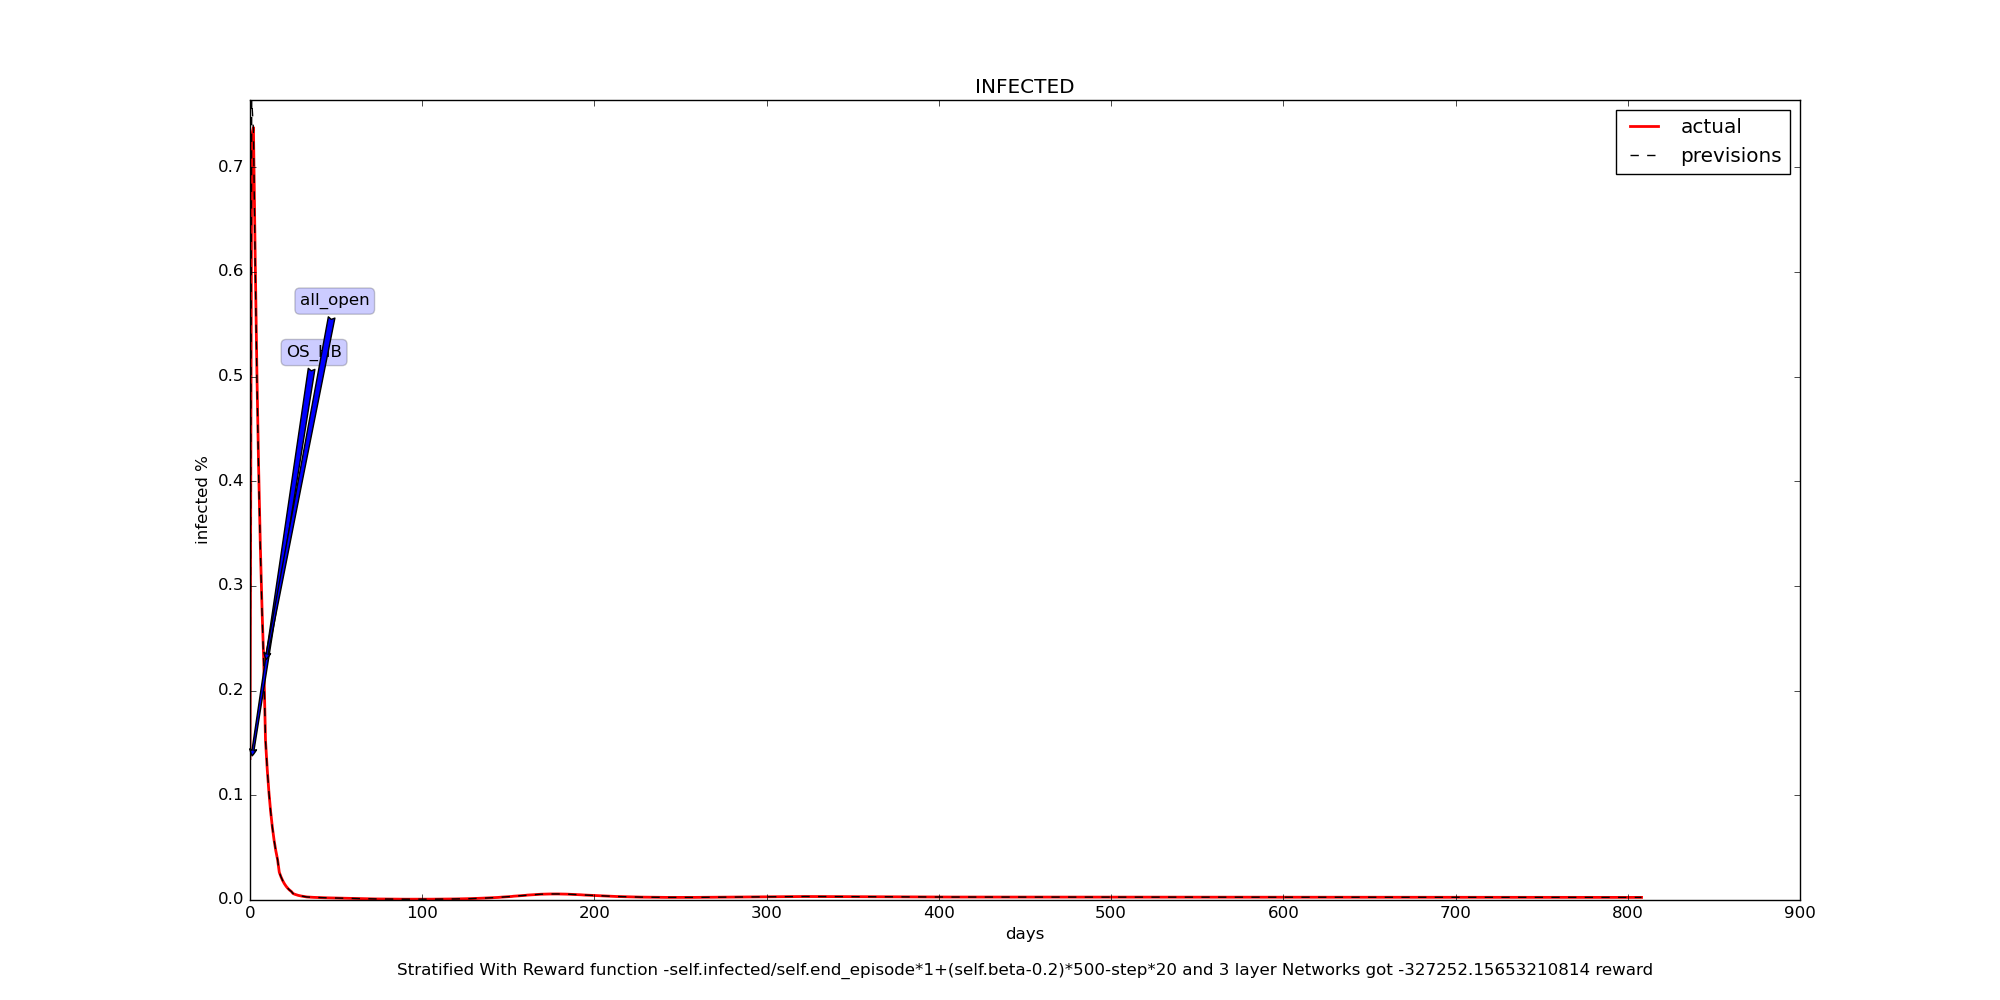 INFECTED
actual
previsions
0.7
0.6
0.5
0.4
0.3
0.2
0.1
0.0
all_open
infected %
0
100
200
300
400
500
600
700
800
900
days
Stratified With Reward function -self.infected/self.end_episode*1+(self.beta-0.2)*500-step*20 and 3 layer Networks got -327252.15653210814 reward